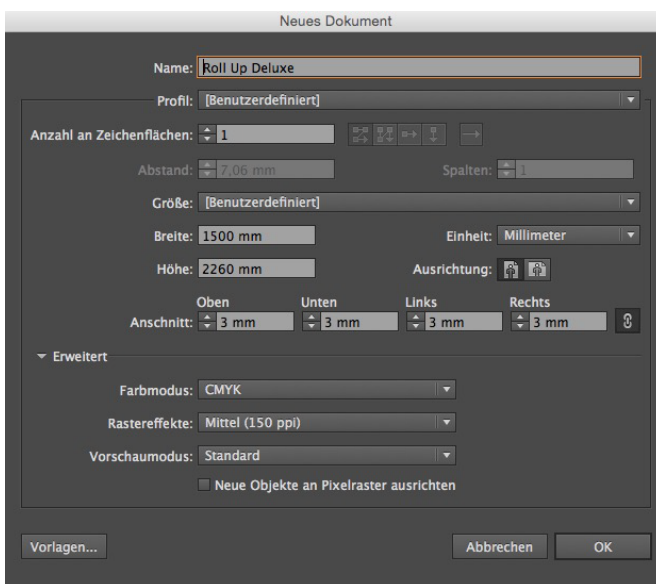 Neues Dokument
Name: Roll Up Deluxe
Profil: [Benutzerdefiniert]
Anzahl an Zeichenflächen: 1
Abstand: 7,06 mm Spalten: 1
Größe: [Benutzerdefiniert]
Breite: 1500 mm Einheit: Millimeter
Höhe: 2260 mm Ausrichtung:
Oben Unten Links Rechts
Anschnitt: 3 mm 3 mm 3 mm 3 mm
Erweitert
Farbmodus: CMYK
Rastereffekte: Mittel (150 ppi)
Vorschaumodus: Standard
Neue Objekte an Pixelraster ausrichten
Vorlagen... Abbrechen OK